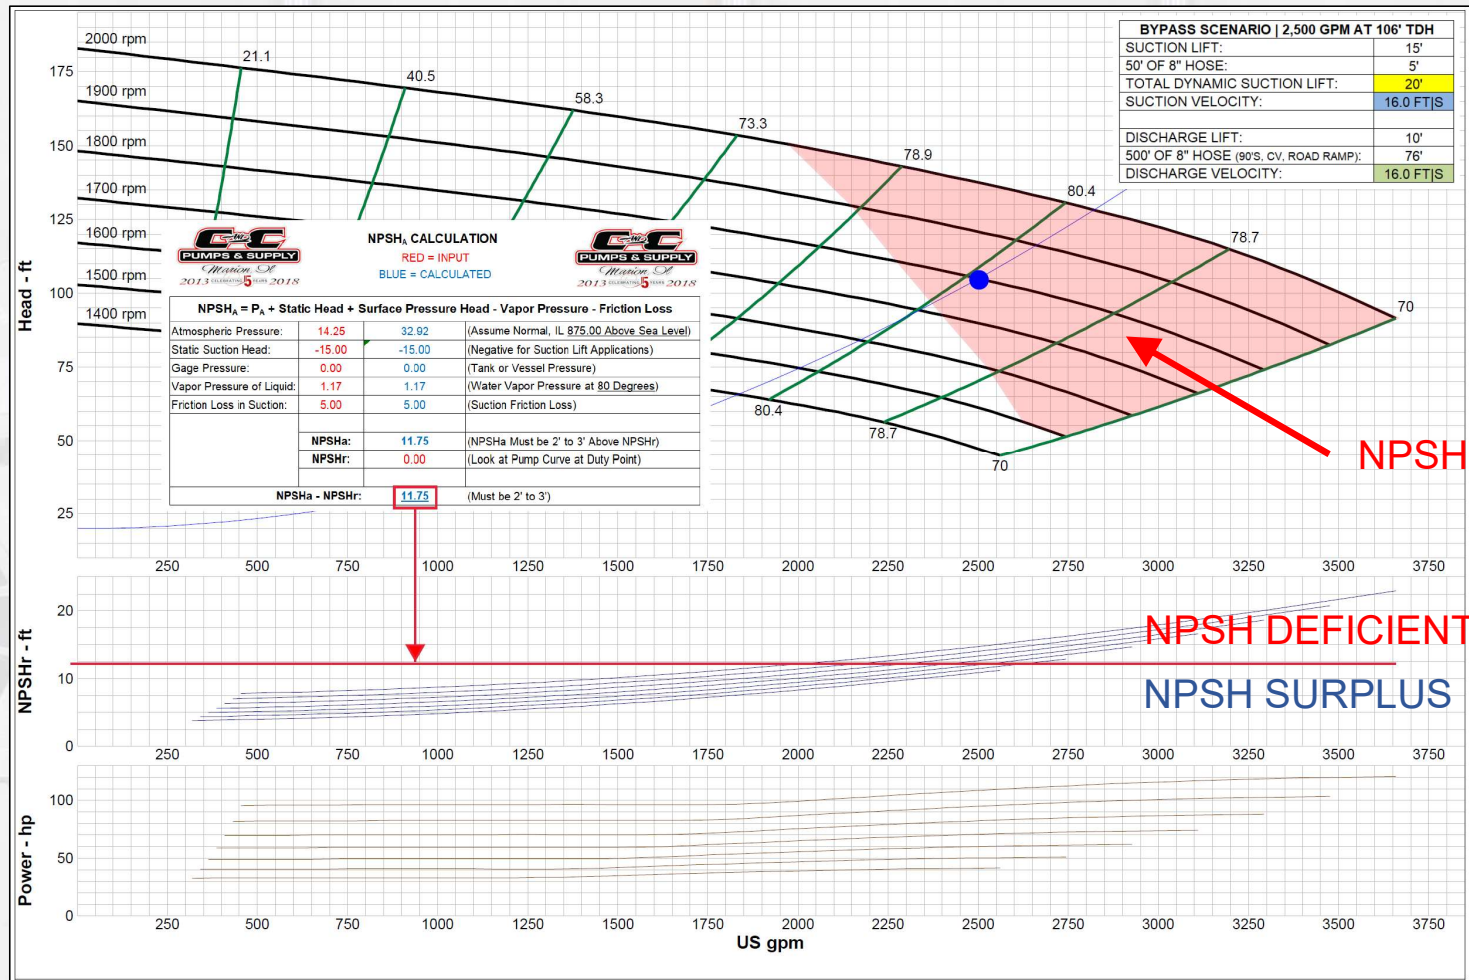 BYPASS SCENARIO | 2,500 GPM AT 106' TDH
SUCTION LIFT: 15'
50' OF 8" HOSE: 5'
TOTAL DYNAMIC SUCTION LIFT: 20'
SUCTION VELOCITY: 16.0 FT|S
DISCHARGE LIFT: 10'
500' OF 8" HOSE (90'S, CV, ROAD RAMP): 76'
DISCHARGE VELOCITY: 16.0 FT|S
Head - ft
175
150
125
100
75
50
25
2000 rpm
1900 rpm
1800 rpm
1700 rpm
1600 rpm
1500 rpm
1400 rpm
21.1
40.5
58.3
73.3
78.9
80.4
78.7
70
80.4
78.7
70
C and C
PUMPS & SUPPLY
Marion, Il
2013 CELEBRATING 5 YEARS 2018
NPSHA CALCULATION
RED = INPUT
BLUE = CALCULATED
C and C
PUMPS & SUPPLY
Marion, Il
2013 CELEBRATING 5 YEARS 2018
NPSHA = PA + Static Head + Surface Pressure Head - Vapor Pressure - Friction Loss
Atmospheric Pressure: 14.25 32.92 (Assume Normal, IL 875.00 Above Sea Level)
Static Suction Head: -15.00 -15.00 (Negative for Suction Lift Applications)
Gage Pressure: 0.00 0.00 (Tank or Vessel Pressure)
Vapor Pressure of Liquid: 1.17 1.17 (Water Vapor Pressure at 80 Degrees)
Friction Loss in Suction: 5.00 5.00 (Suction Friction Loss)
NPSHa: 11.75 (NPSHa Must be 2' to 3' Above NPSHr)
NPSHr: 0.00 (Look at Pump Curve at Duty Point)
NPSHa - NPSHr: 11.75 (Must be 2' to 3')
NPSH
250 500 750 1000 1250 1500 1750 2000 2250 2500 2750 3000 3250 3500 3750
NPSHr - ft
20
10
0
NPSH DEFICIENT
NPSH SURPLUS
250 500 750 1000 1250 1500 1750 2000 2250 2500 2750 3000 3250 3500 3750
Power - hp
100
50
0
250 500 750 1000 1250 1500 1750 2000 2250 2500 2750 3000 3250 3500 3750
US gpm